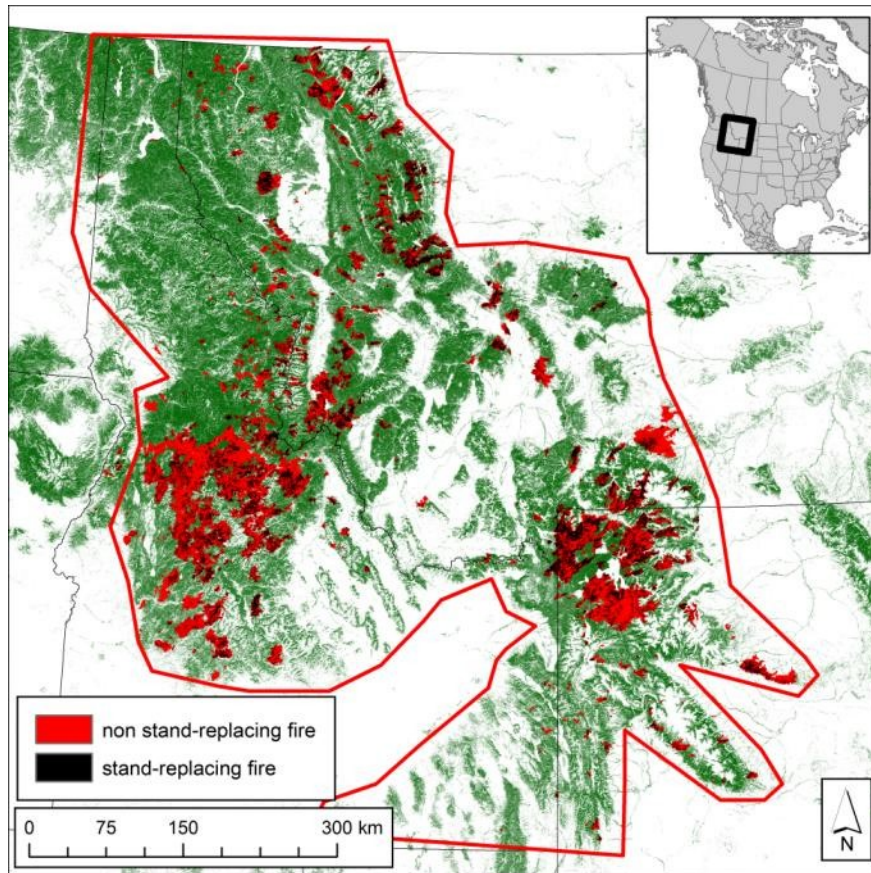 non stand-replacing fire
stand-replacing fire
0 75 150 300 km
N